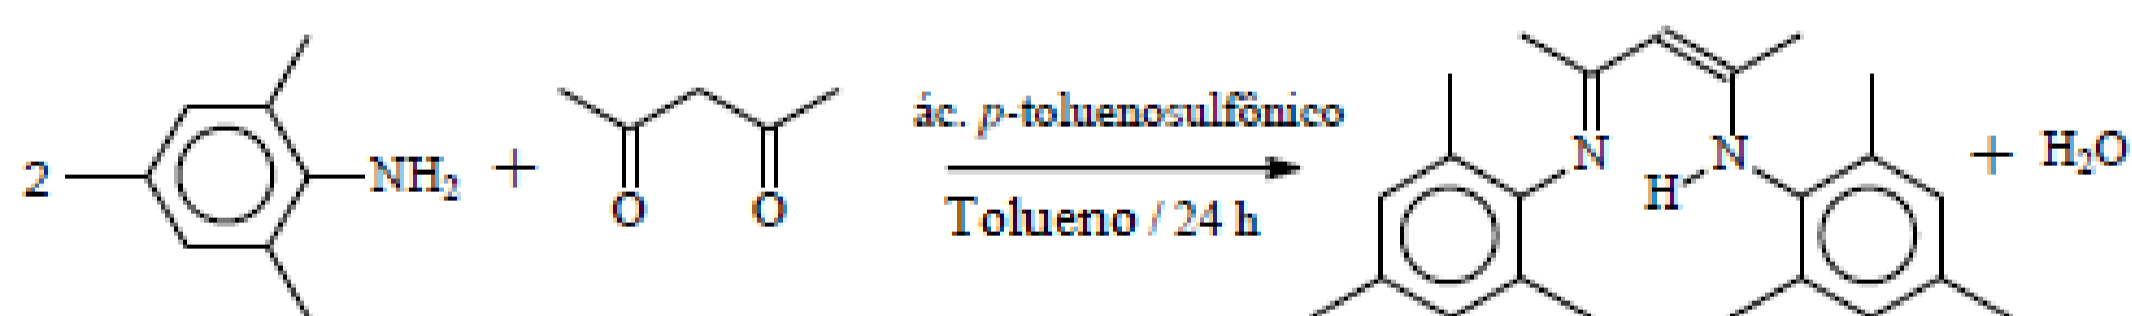 2
NH₂
+
O
O
ác. p-toluenosulfônico
Tolueno / 24 h
N
N
H
+
H₂O